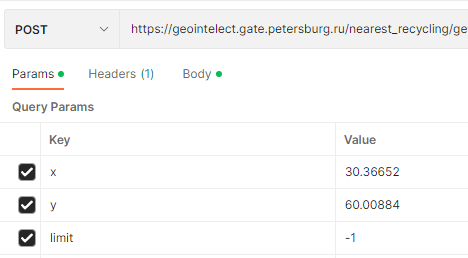 POST https://geointelect.gate.petersburg.ru/nearest_recycling/ge
Params Headers (1) Body
Query Params
Key Value
x 30.36652
y 60.00884
limit -1